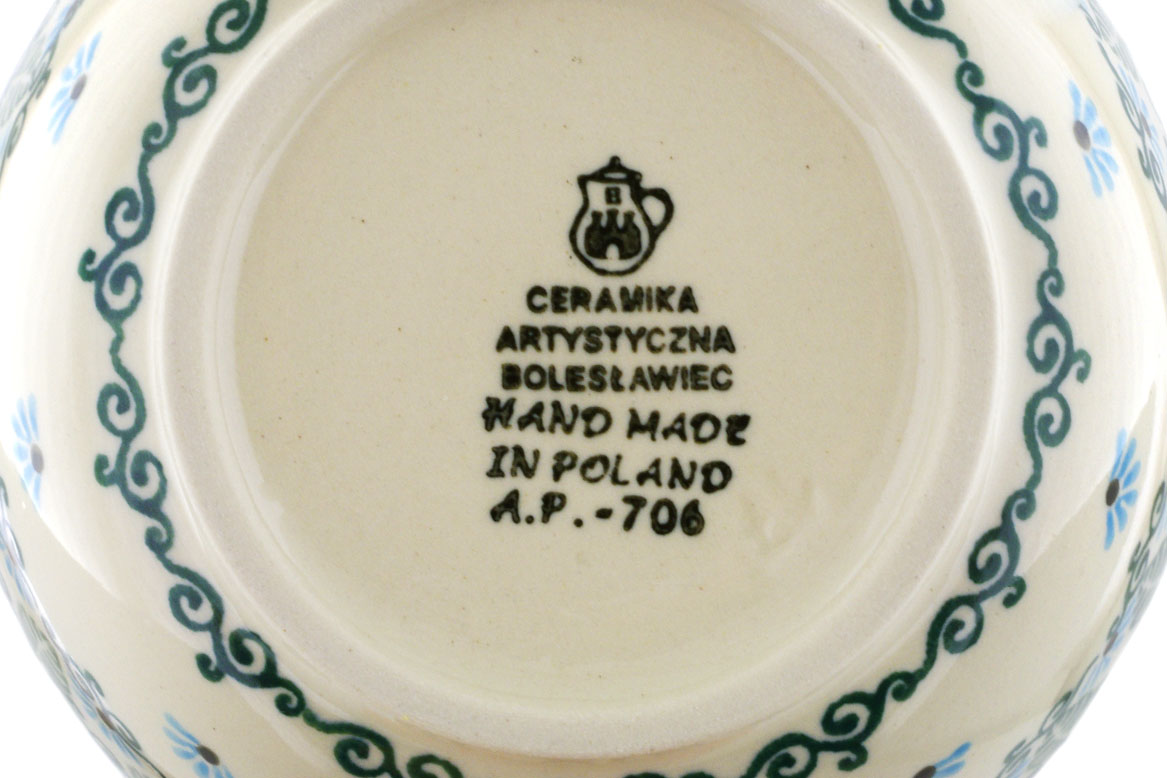 CERAMIKA
ARTYSTYCZNA
BOLESŁAWIEC
HAND MADE
IN POLAND
A.P.-706